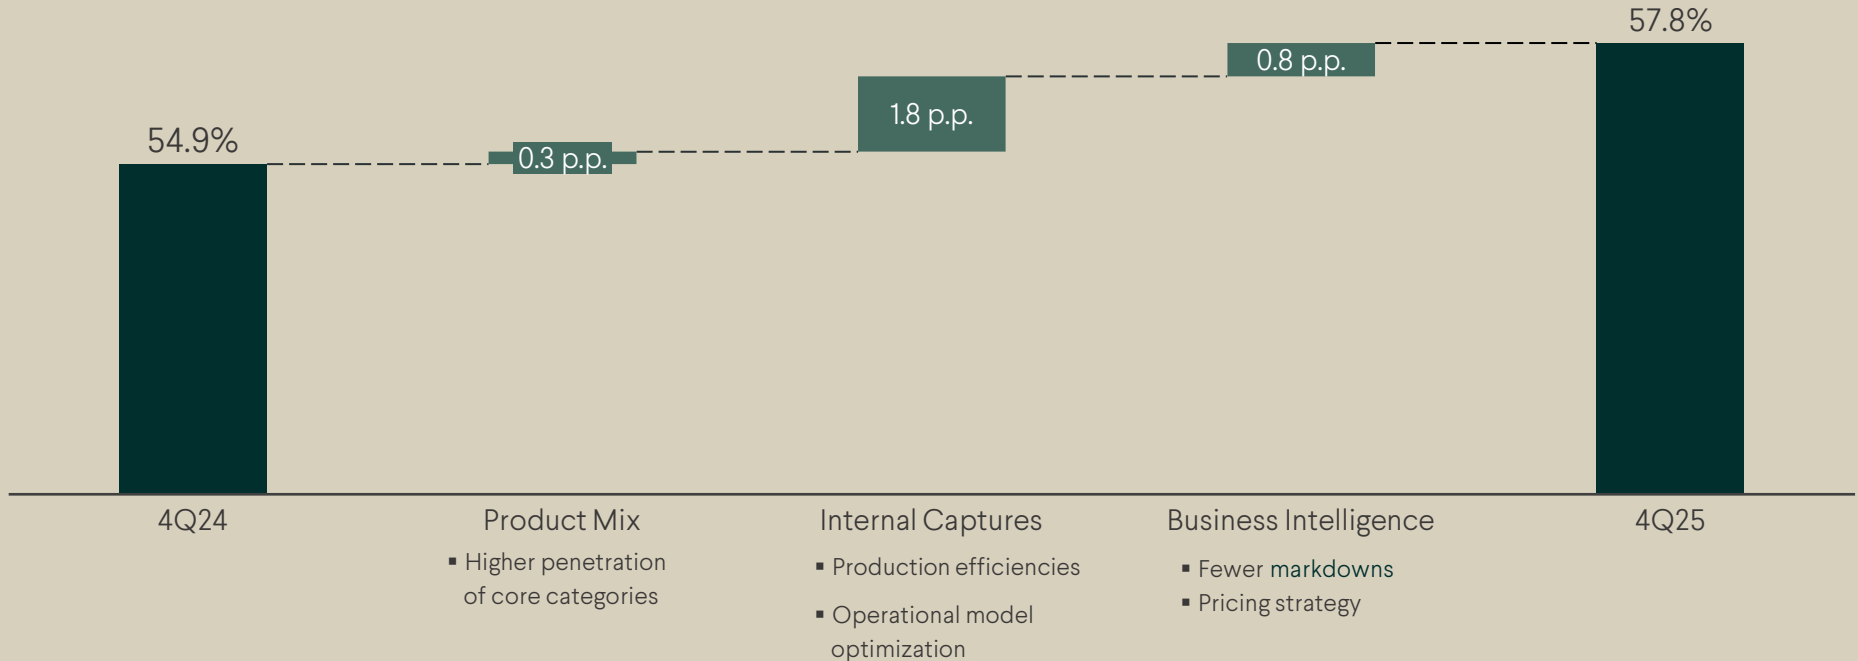 57.8%
0.8 p.p.
1.8 p.p.
54.9%
0.3 p.p.
4Q24
Product Mix
▪ Higher penetration
of core categories
Internal Captures
▪ Production efficiencies
▪ Operational model
optimization
Business Intelligence
▪ Fewer markdowns
▪ Pricing strategy
4Q25